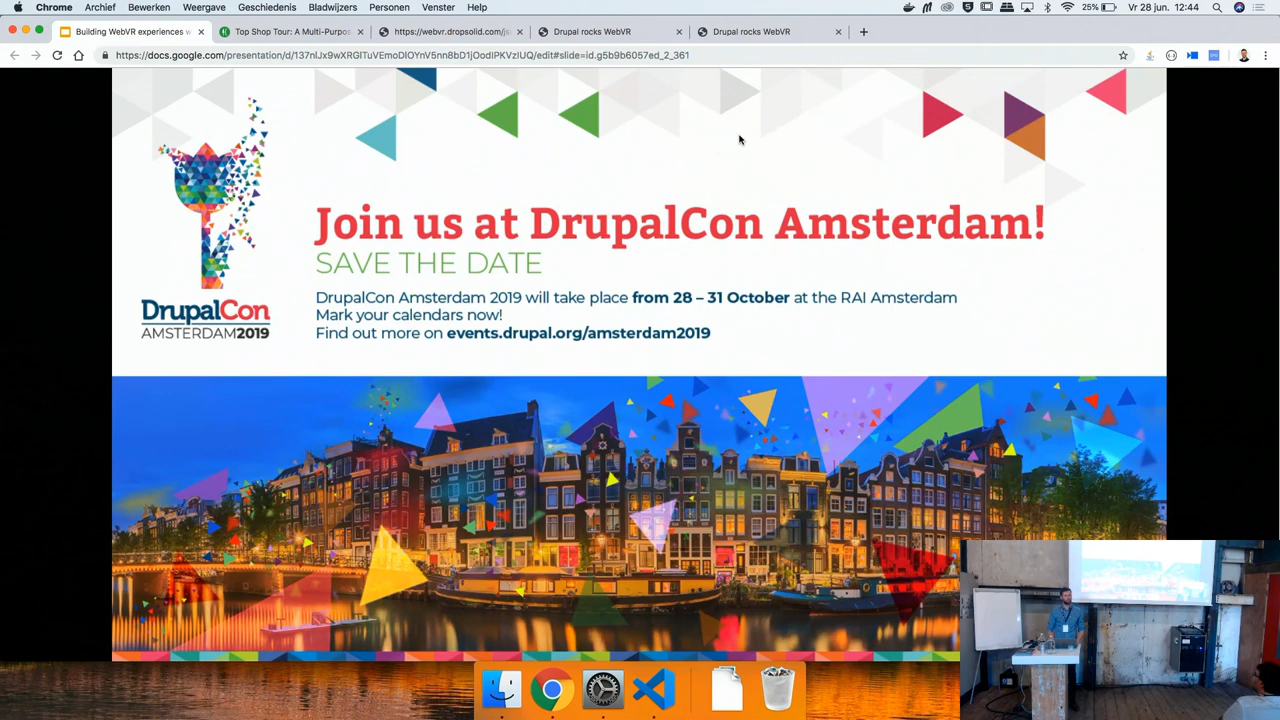 Chrome Archief Bewerken Weergave Geschiedenis Bladwijzers Personen Venster Help 25% Vr 28 jun. 12:44
Building WebVR experiences w Top Shop Tour: A Multi-Purpos https://webvr.dropsolid.com/js Drupal rocks WebVR Drupal rocks WebVR
https://docs.google.com/presentation/d/137nIJx9wXRGlTuVEmoDlOYnV5nn8bD1jOodIPKVzIUQ/edit#slide=id.g5b9b6057ed_2_361
Join us at DrupalCon Amsterdam!
SAVE THE DATE
DrupalCon Amsterdam 2019 will take place from 28 – 31 October at the RAI Amsterdam
Mark your calendars now!
Find out more on events.drupal.org/amsterdam2019
DrupalCon
AMSTERDAM2019